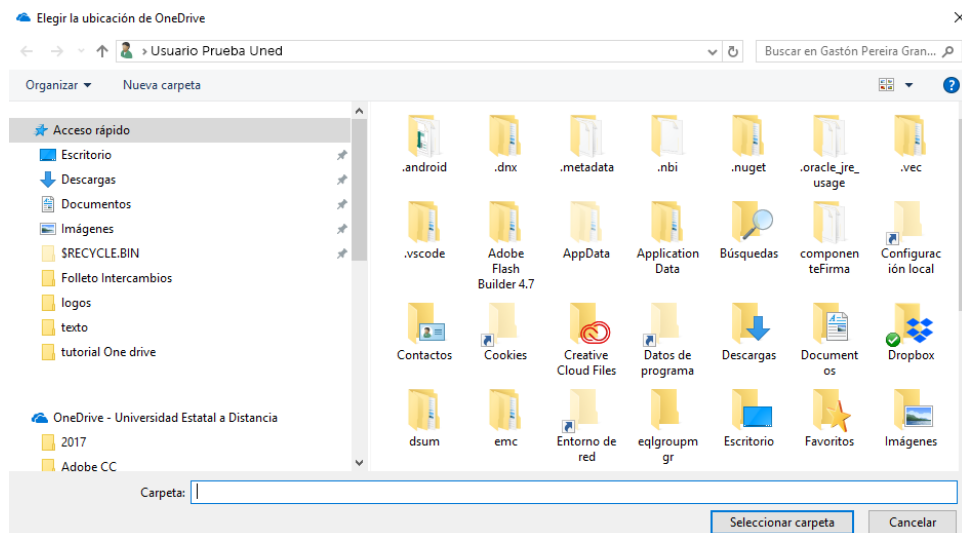 Elegir la ubicación de OneDrive
Usuario Prueba Uned
Buscar en Gastón Pereira Gran...
Organizar
Nueva carpeta
Acceso rápido
Escritorio
Descargas
Documentos
Imágenes
$RECYCLE.BIN
Folleto Intercambios
logos
texto
tutorial One drive
OneDrive - Universidad Estatal a Distancia
2017
Adobe CC
.android
.dnx
.metadata
.nbi
.nuget
.oracle_jre_
usage
.vec
.vscode
Adobe
Flash
Builder 4.7
AppData
Application
Data
Búsquedas
componen
teFirma
Configurac
ión local
Contactos
Cookies
Creative
Cloud Files
Datos de
programa
Descargas
Document
os
Dropbox
dsum
emc
Entorno de
red
eqlgroupm
gr
Escritorio
Favoritos
Imágenes
Carpeta:
Seleccionar carpeta
Cancelar